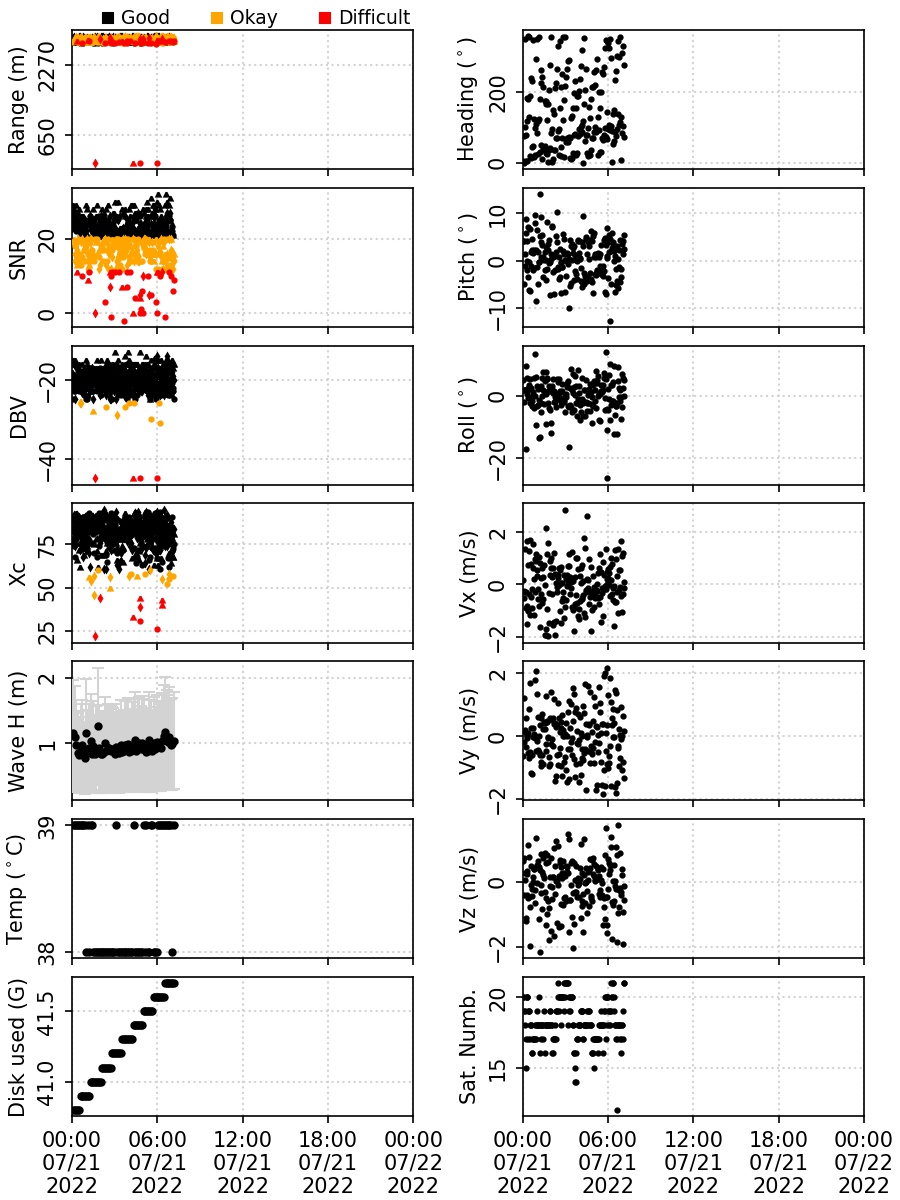 Good Okay Difficult
Range (m)
2270
650
Heading (°)
200
0
SNR
20
0
Pitch (°)
10
0
−10
DBV
−20
−40
Roll (°)
0
−20
Xc
75
50
25
Vx (m/s)
2
0
−2
Wave H (m)
2
1
Vy (m/s)
2
0
−2
Temp (°C)
39
38
Vz (m/s)
0
−2
Disk used (G)
41.5
41.0
Sat. Numb.
20
15
00:00 06:00 12:00 18:00 00:00
07/21 07/21 07/21 07/21 07/22
2022 2022 2022 2022 2022
00:00 06:00 12:00 18:00 00:00
07/21 07/21 07/21 07/21 07/22
2022 2022 2022 2022 2022